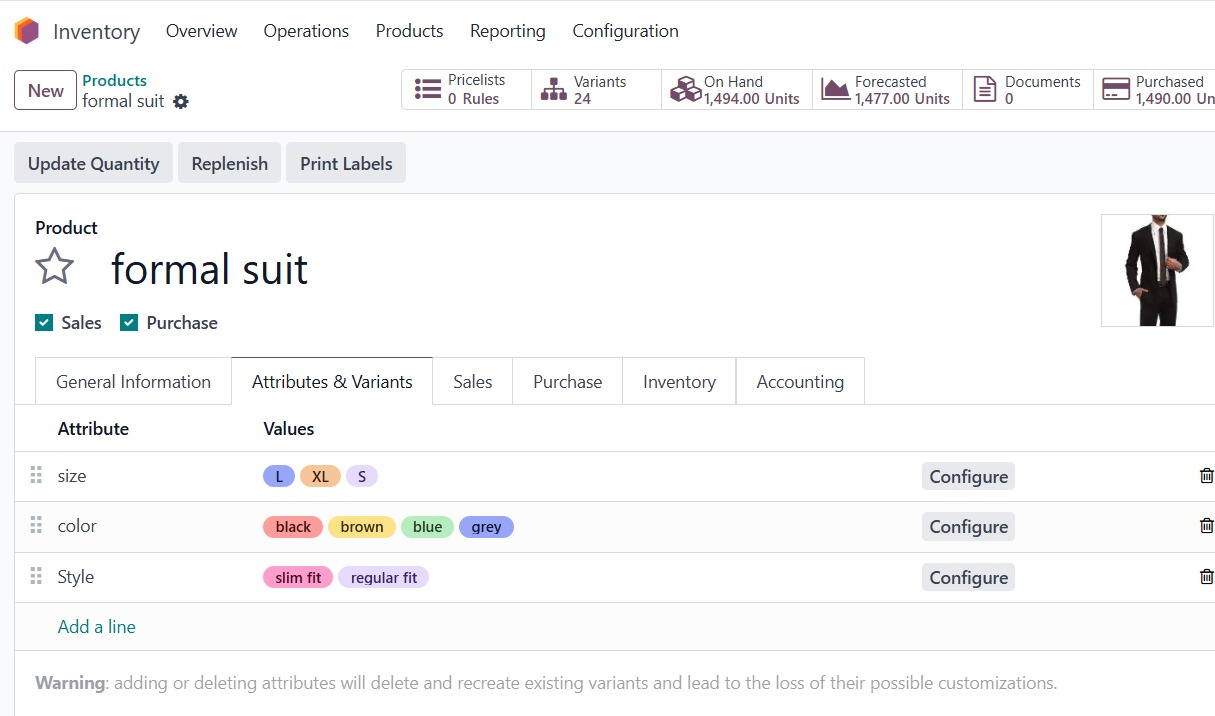 Inventory Overview Operations Products Reporting Configuration
New
Products
formal suit
Pricelists
0 Rules
Variants
24
On Hand
1,494.00 Units
Forecasted
1,477.00 Units
Documents
0
Purchased
1,490.00 Un
Update Quantity Replenish Print Labels
Product
formal suit
Sales Purchase
General Information Attributes & Variants Sales Purchase Inventory Accounting
Attribute Values
size L XL S Configure
color black brown blue grey Configure
Style slim fit regular fit Configure
Add a line
Warning: adding or deleting attributes will delete and recreate existing variants and lead to the loss of their possible customizations.